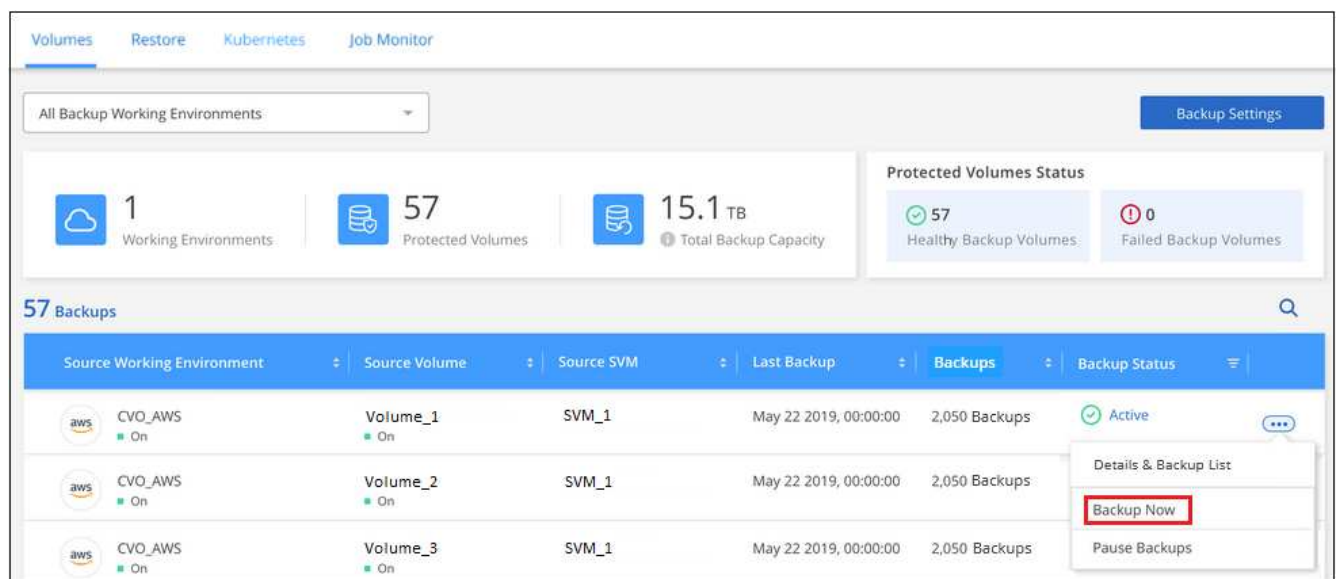 Volumes Restore Kubernetes Job Monitor
All Backup Working Environments
Backup Settings
1
Working Environments
57
Protected Volumes
15.1 TB
Total Backup Capacity
Protected Volumes Status
57
Healthy Backup Volumes
0
Failed Backup Volumes
57 Backups
Source Working Environment Source Volume Source SVM Last Backup Backups Backup Status
aws CVO_AWS Volume_1 SVM_1 May 22 2019, 00:00:00 2,050 Backups Active
On On
Details & Backup List
aws CVO_AWS Volume_2 SVM_1 May 22 2019, 00:00:00 2,050 Backups
On On
Backup Now
aws CVO_AWS Volume_3 SVM_1 May 22 2019, 00:00:00 2,050 Backups
On On
Pause Backups